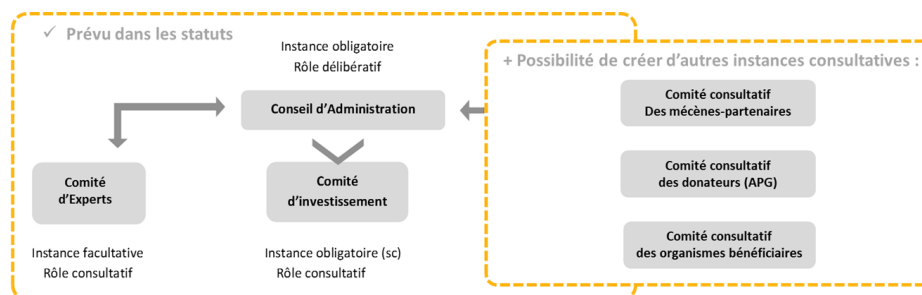 ✓ Prévu dans les statuts
Instance obligatoire
Rôle délibératif
Conseil d'Administration
Comité
d'Experts
Instance facultative
Rôle consultatif
Comité
d'investissement
Instance obligatoire (sc)
Rôle consultatif
+ Possibilité de créer d'autres instances consultatives :
Comité consultatif
Des mécènes-partenaires
Comité consultatif
des donateurs (APG)
Comité consultatif
des organismes bénéficiaires